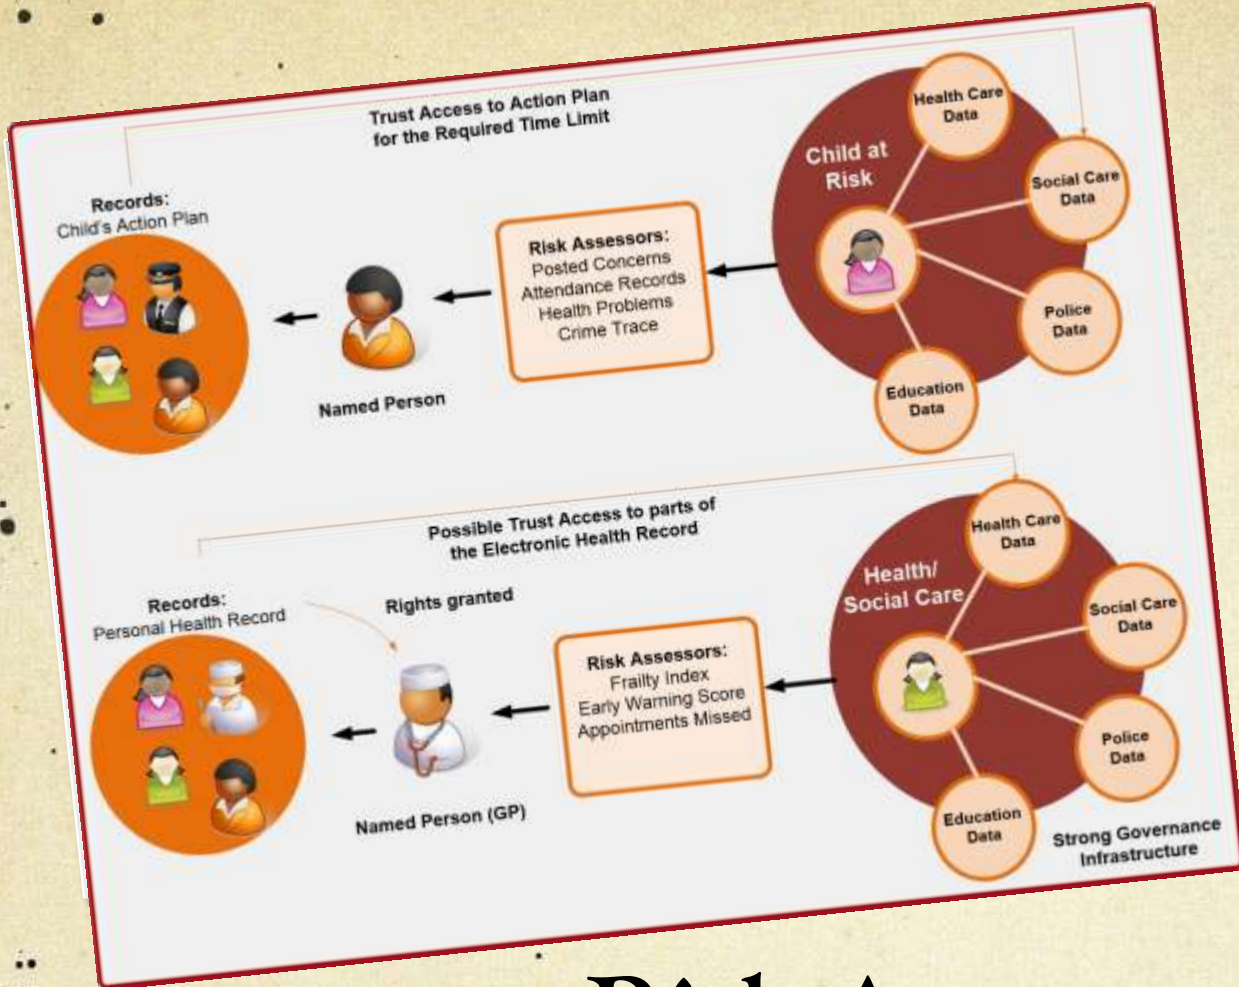 Trust Access to Action Plan
for the Required Time Limit
Records:
Child's Action Plan
Named Person
Risk Assessors:
Posted Concerns
Attendance Records
Health Problems
Crime Trace
Child at
Risk
Health Care
Data
Social Care
Data
Police
Data
Education
Data
Possible Trust Access to parts of
the Electronic Health Record
Records:
Personal Health Record
Rights granted
Named Person (GP)
Risk Assessors:
Frailty Index
Early Warning Score
Appointments Missed
Health/
Social Care
Health Care
Data
Social Care
Data
Police
Data
Education
Data
Strong Governance
Infrastructure